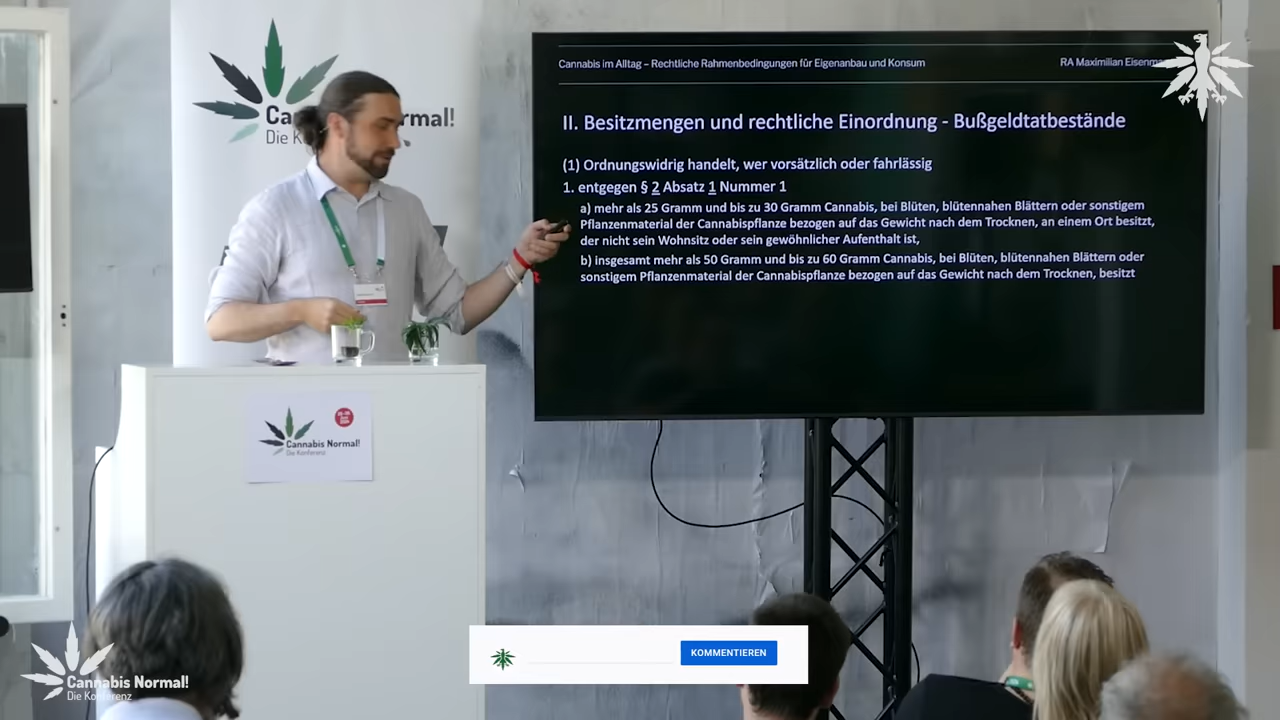 Cannabis im Alltag – Rechtliche Rahmenbedingungen für Eigenanbau und Konsum
RA Maximilian
II. Besitzmengen und rechtliche Einordnung - Bußgeldtatbestände
(1) Ordnungswidrig handelt, wer vorsätzlich oder fahrlässig
1. entgegen § 2 Absatz 1 Nummer 1
a) mehr als 25 Gramm und bis zu 30 Gramm Cannabis, bei Blüten, blütennahen Blättern oder sonstigem
Pflanzenmaterial der Cannabispflanze bezogen auf das Gewicht nach dem Trocknen, an einem Ort besitzt,
der nicht sein Wohnsitz oder sein gewöhnlicher Aufenthalt ist,
b) insgesamt mehr als 50 Gramm und bis zu 60 Gramm Cannabis, bei Blüten, blütennahen Blättern oder
sonstigem Pflanzenmaterial der Cannabispflanze bezogen auf das Gewicht nach dem Trocknen, besitzt
Die
Cannabis Normal!
Die Konferenz
KOMMENTIEREN
Cannabis Normal!
Die Konferenz